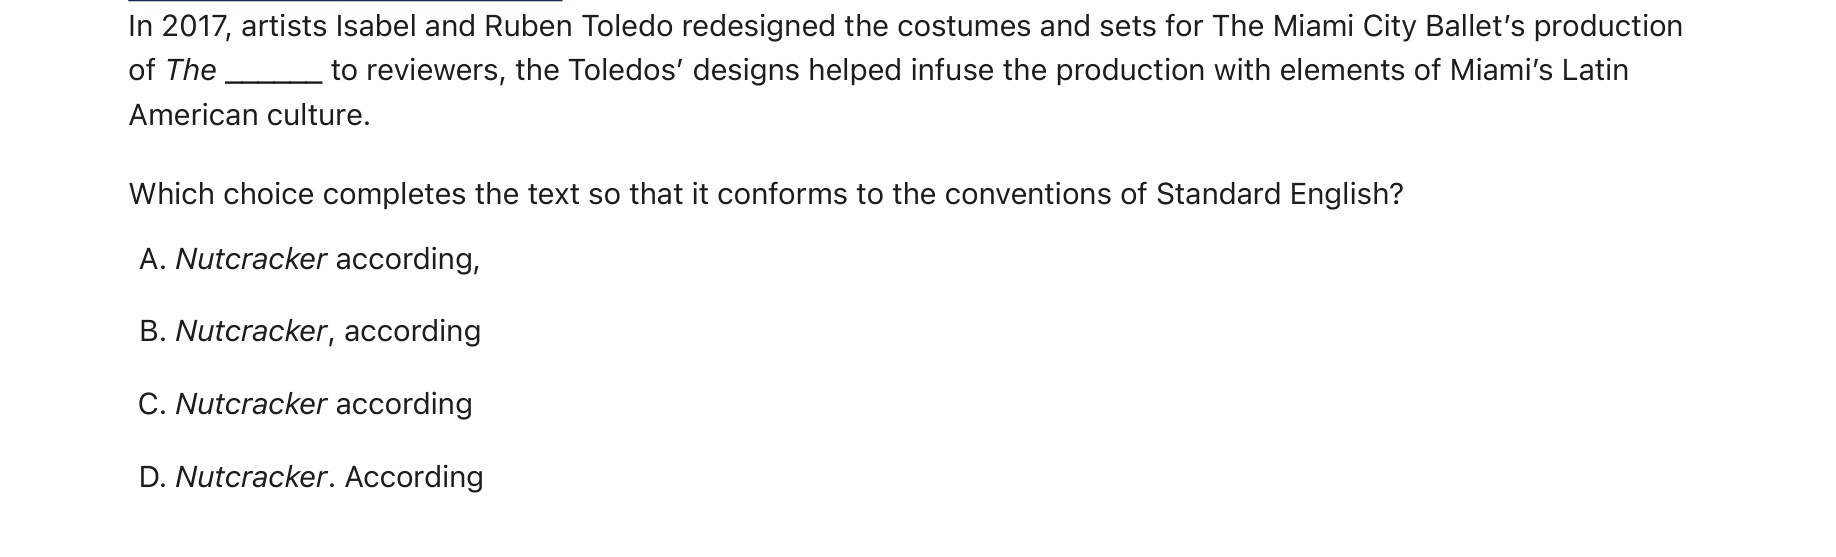 In 2017, artists Isabel and Ruben Toledo redesigned the costumes and sets for The Miami City Ballet’s production
of The ______ to reviewers, the Toledos’ designs helped infuse the production with elements of Miami’s Latin
American culture.
Which choice completes the text so that it conforms to the conventions of Standard English?
A. Nutcracker according,
B. Nutcracker, according
C. Nutcracker according
D. Nutcracker. According